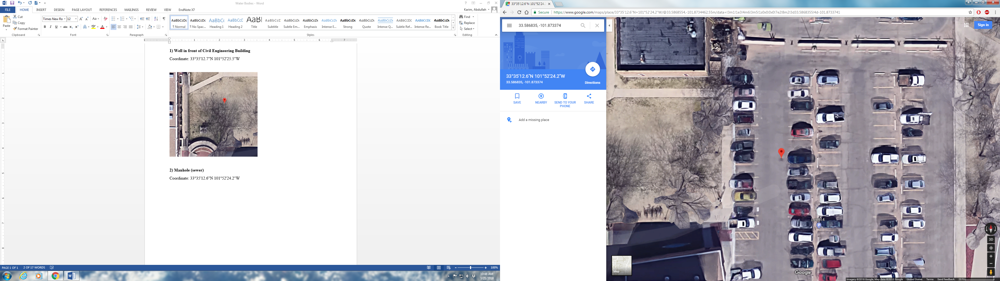 Water Bodies - Word
FILE HOME INSERT DESIGN PAGE LAYOUT REFERENCES MAILINGS REVIEW VIEW EndNote X7
Karim, Abdullah
Paste
Cut
Copy
Format Painter
Clipboard
Times New Ro 12
Font
Paragraph
AaBbCcDc AaBbCcDc AaBbCc AaBbCcD AaBl AaBbCcD AaBbCcDc AaBbCcDc AaBbCcDc AaBbCcDc AaBbCcDc AaBbCcDc AaBbCcDc AaBbCcDc AaBbCcDc
¶ Normal ¶ No Spac... Heading 1 Heading 2 Title Subtitle Subtle Em... Emphasis Intense E... Strong Quote Intense Q... Subtle Ref... Intense Re... Book Title
Styles
Find
Replace
Select
Editing
1) Well in front of Civil Engineering Building
Coordinate: 33°35'12.7"N 101°52'25.5"W
2) Manhole (sewer)
Coordinate: 33°35'12.6"N 101°52'24.2"W
PAGE 1 OF 1 2 OF 17 WORDS
100%
10:48 AM
3/21/2018
33°35'12.6"N 101°52'24.
Secure https://www.google.com/maps/place/33°35'12.6"N+101°52'24.2"W/@33.5868554,-101.8734462,55m/data=!3m1!1e3!4m6!3m5!1s0x0:0x0!7e2!8m2!3d33.5868355!4d-101.8733741
33.586835, -101.873374
Sign in
33°35'12.6"N 101°52'24.2"W
33.586835, -101.873374
Directions
SAVE
NEARBY
SEND TO YOUR PHONE
SHARE
Add a missing place
Lot R14
P
3D
Map
Google
Imagery ©2018 Google, Map data ©2018 Google United States Terms Send feedback 20 ft